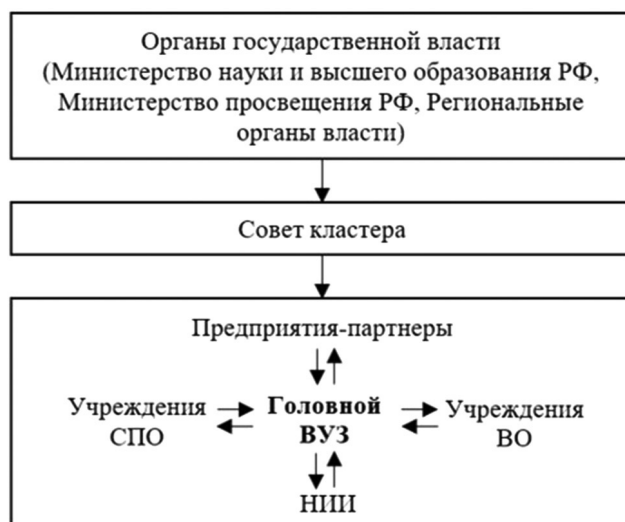 Органы государственной власти
(Министерство науки и высшего образования РФ,
Министерство просвещения РФ, Региональные
органы власти)
Совет кластера
Предприятия-партнеры
Учреждения
СПО
Головной
ВУЗ
Учреждения
ВО
НИИ